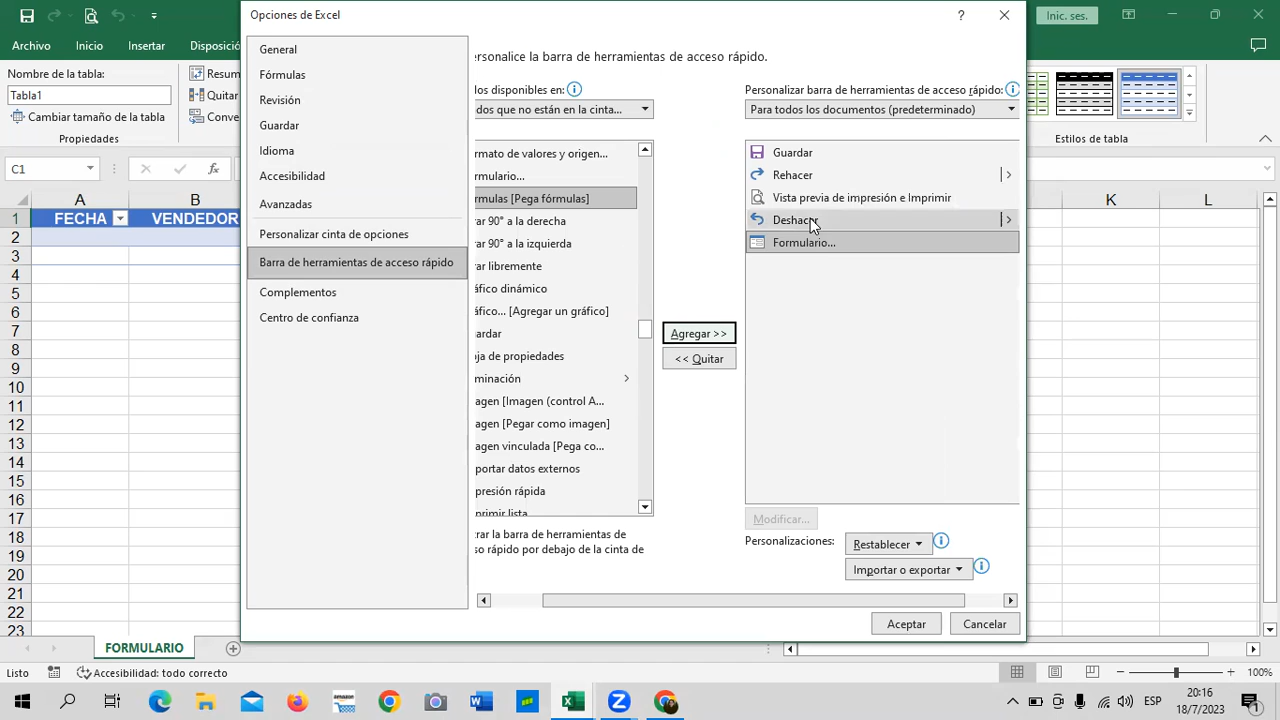 Opciones de Excel
?
Inic. ses.
Archivo
Inicio
Insertar
Disposició
Nombre de la tabla:
Tabla1
Cambiar tamaño de la tabla
Propiedades
Resum
Quitar
Conve
Estilos de tabla
C1
fx
A
B
K
L
FECHA
VENDEDOR
1
2
3
4
5
6
7
8
9
10
11
12
13
14
15
16
17
18
19
20
21
22
23
General
Fórmulas
Revisión
Guardar
Idioma
Accesibilidad
Avanzadas
Personalizar cinta de opciones
Barra de herramientas de acceso rápido
Complementos
Centro de confianza
ersonalice la barra de herramientas de acceso rápido.
los disponibles en:
dos que no están en la cinta...
rmato de valores y origen...
rmulario...
rmulas [Pega fórmulas]
rar 90° a la derecha
rar 90° a la izquierda
rar libremente
áfico dinámico
áfico... [Agregar un gráfico]
ardar
ja de propiedades
minación
agen [Imagen (control A...
agen [Pegar como imagen]
agen vinculada [Pega co...
portar datos externos
presión rápida
primir lista
trar la barra de herramientas de
so rápido por debajo de la cinta de
Agregar >>
<< Quitar
Personalizar barra de herramientas de acceso rápido:
Para todos los documentos (predeterminado)
Guardar
Rehacer
Vista previa de impresión e Imprimir
Deshacer
Formulario...
Modificar...
Personalizaciones:
Restablecer
Importar o exportar
Aceptar
Cancelar
FORMULARIO
Listo
Accesibilidad: todo correcto
100%
ESP
20:16
18/7/2023